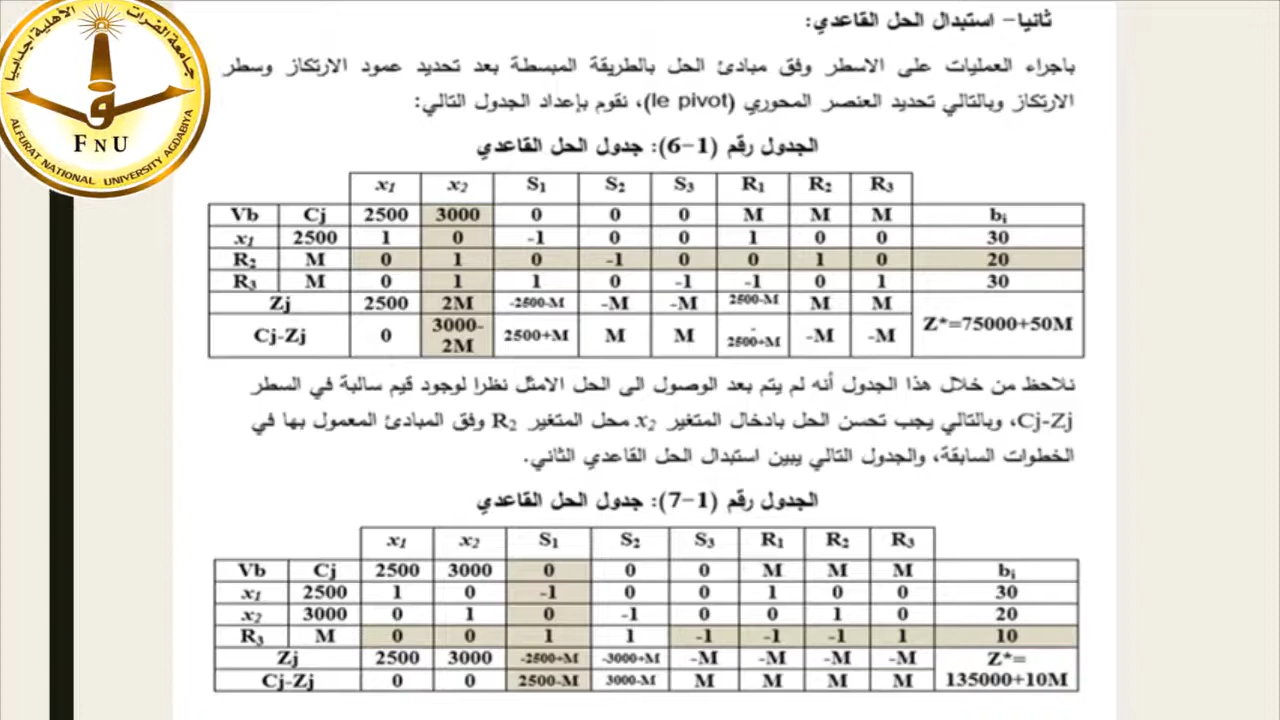 جامعة الفرات الأهلية اجدابيا
FNU
ALFURAT NATIONAL UNIVERSITY AGDABIYA
ثانيا- استبدال الحل القاعدي:
باجراء العمليات على الاسطر وفق مبادئ الحل بالطريقة المبسطة بعد تحديد عمود الارتكاز وسطر
الارتكاز وبالتالي تحديد العنصر المحوري (le pivot)، نقوم بإعداد الجدول التالي:
الجدول رقم (1-6): جدول الحل القاعدي
x1 x2 S1 S2 S3 R1 R2 R3
Vb Cj 2500 3000 0 0 0 M M M bi
x1 2500 1 0 -1 0 0 1 0 0 30
R2 M 0 1 0 -1 0 0 1 0 20
R3 M 0 1 1 0 -1 -1 0 1 30
Zj 2500 2M -2500-M -M -M 2500-M M M Z*=75000+50M
Cj-Zj 0 3000-2M 2500+M M M -2500+M -M -M
نلاحظ من خلال هذا الجدول أنه لم يتم بعد الوصول الى الحل الامثل نظرا لوجود قيم سالبة في السطر
Cj-Zj، وبالتالي يجب تحسن الحل بادخال المتغير x2 محل المتغير R2 وفق المبادئ المعمول بها في
الخطوات السابقة، والجدول التالي يبين استبدال الحل القاعدي الثاني.
الجدول رقم (1-7): جدول الحل القاعدي
x1 x2 S1 S2 S3 R1 R2 R3
Vb Cj 2500 3000 0 0 0 M M M bi
x1 2500 1 0 -1 0 0 1 0 0 30
x2 3000 0 1 0 -1 0 0 1 0 20
R3 M 0 0 1 1 -1 -1 -1 1 10
Zj 2500 3000 -2500+M -3000+M -M -M -M -M Z*=
Cj-Zj 0 0 2500-M 3000-M M M M M 135000+10M